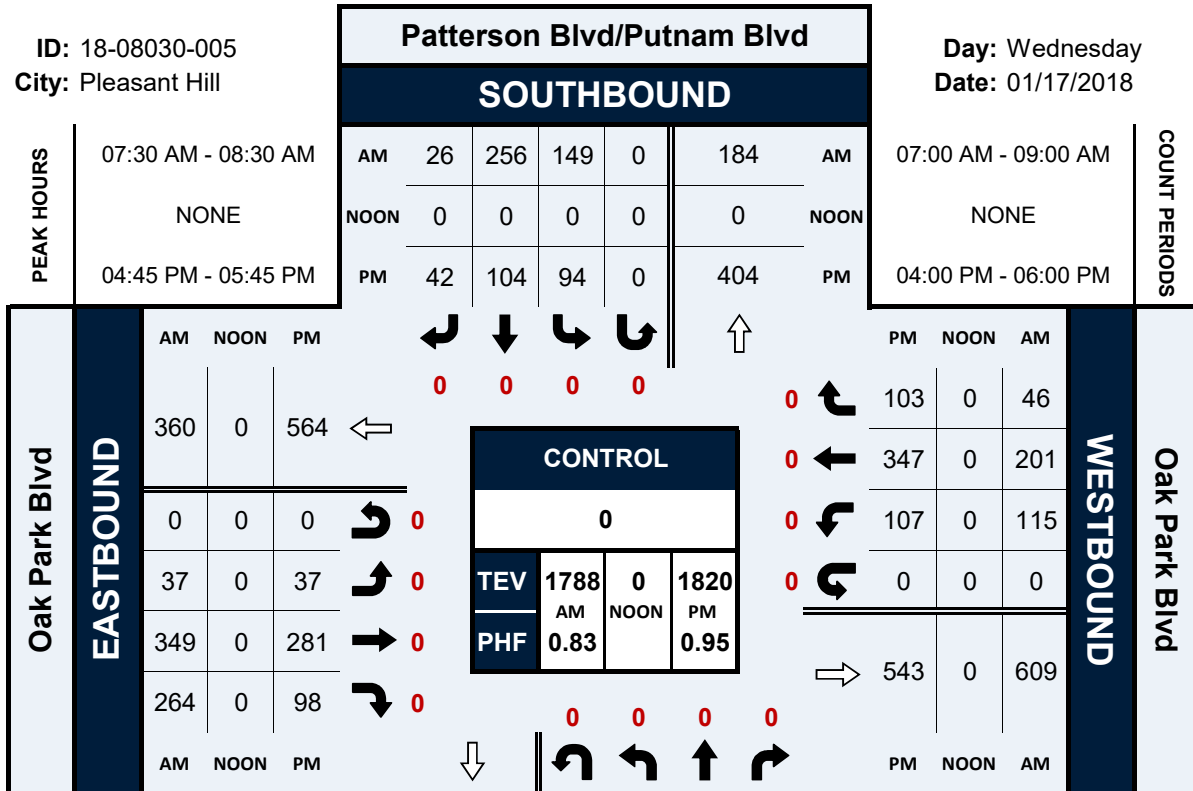 ID: 18-08030-005
City: Pleasant Hill
Patterson Blvd/Putnam Blvd
SOUTHBOUND
Day: Wednesday
Date: 01/17/2018
PEAK HOURS
07:30 AM - 08:30 AM
NONE
04:45 PM - 05:45 PM
AM 26 256 149 0 184 AM
NOON 0 0 0 0 0 NOON
PM 42 104 94 0 404 PM
07:00 AM - 09:00 AM
NONE
04:00 PM - 06:00 PM
COUNT PERIODS
0 0 0 0
Oak Park Blvd
EASTBOUND
AM NOON PM
360 0 564
0 0 0 0
37 0 37 0
349 0 281 0
264 0 98 0
AM NOON PM
CONTROL
0
TEV 1788 0 1820
AM NOON PM
PHF 0.83 0.95
PM NOON AM
0 103 0 46
0 347 0 201
0 107 0 115
0 0 0 0
543 0 609
PM NOON AM
WESTBOUND
Oak Park Blvd
0 0 0 0